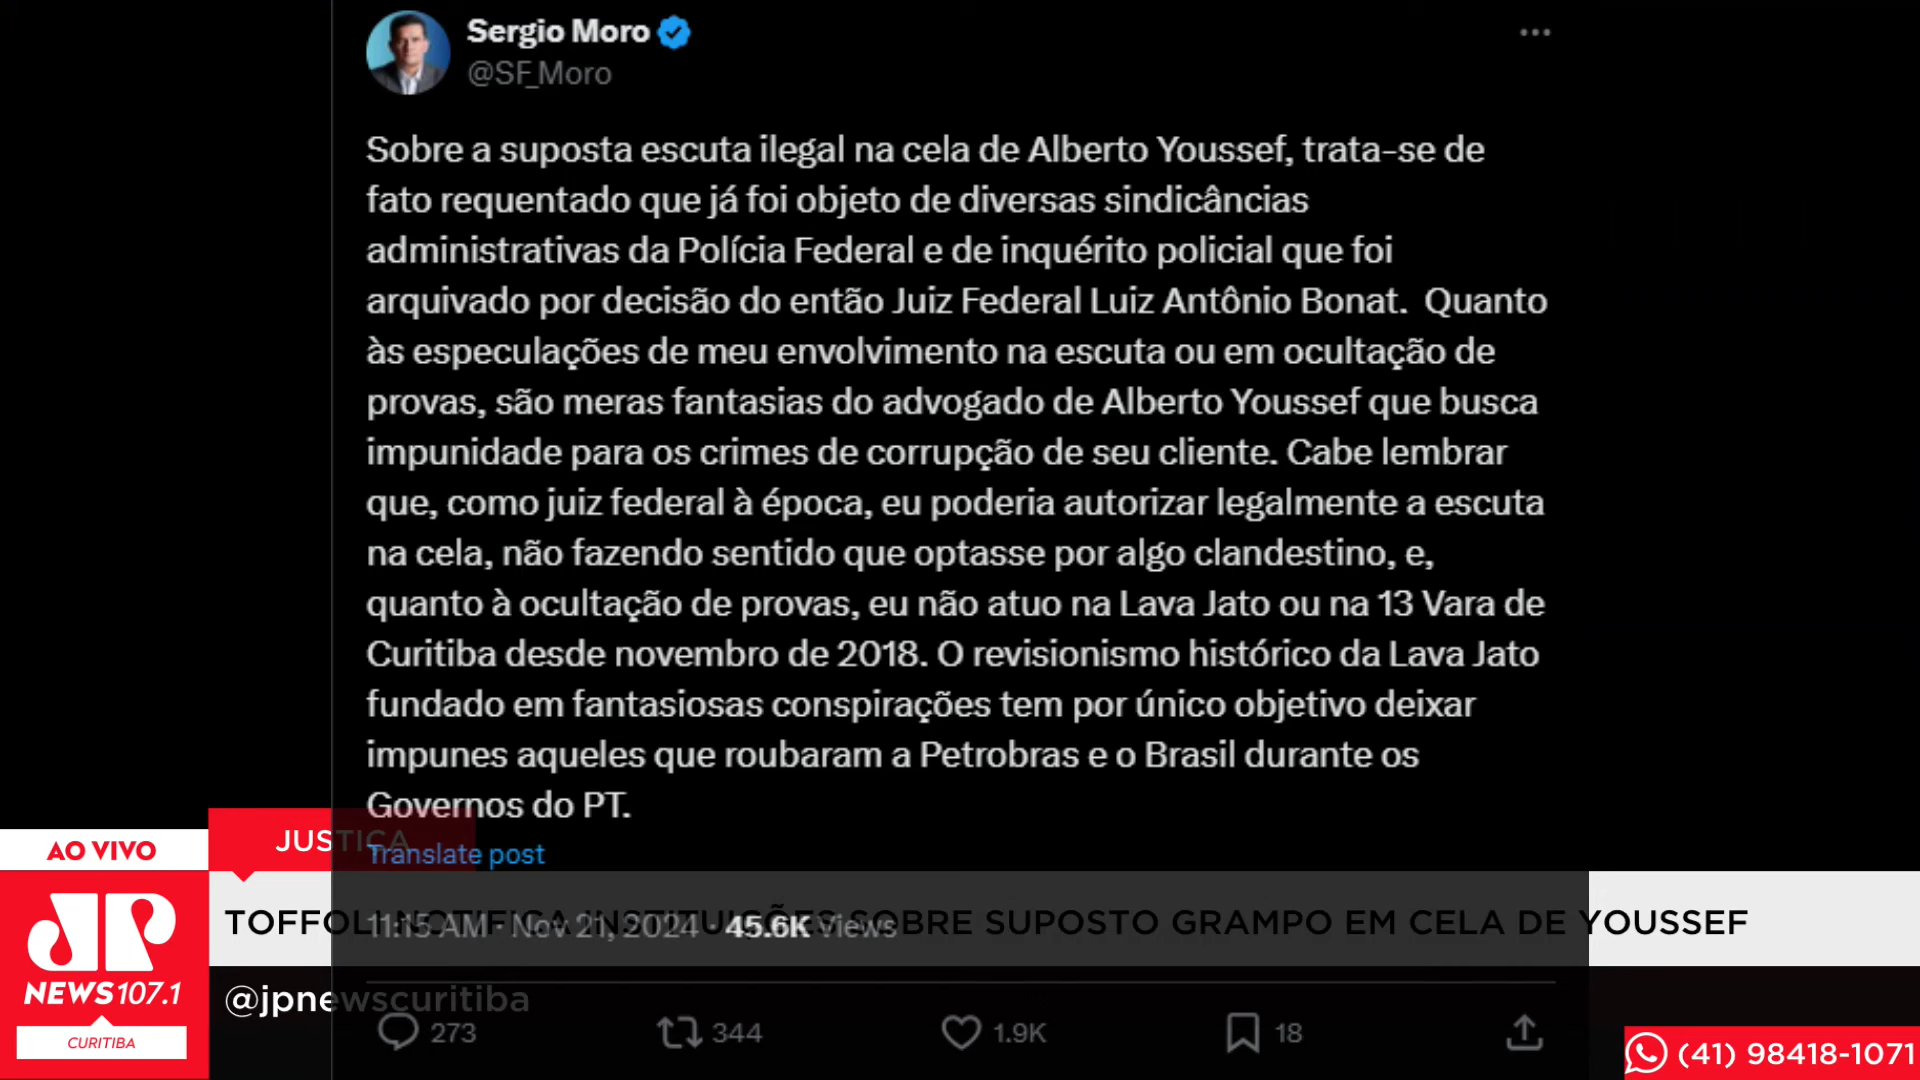 Sergio Moro
@SF_Moro
Sobre a suposta escuta ilegal na cela de Alberto Youssef, trata-se de
fato requentado que já foi objeto de diversas sindicâncias
administrativas da Polícia Federal e de inquérito policial que foi
arquivado por decisão do então Juiz Federal Luiz Antônio Bonat.  Quanto
às especulações de meu envolvimento na escuta ou em ocultação de
provas, são meras fantasias do advogado de Alberto Youssef que busca
impunidade para os crimes de corrupção de seu cliente. Cabe lembrar
que, como juiz federal à época, eu poderia autorizar legalmente a escuta
na cela, não fazendo sentido que optasse por algo clandestino, e,
quanto à ocultação de provas, eu não atuo na Lava Jato ou na 13 Vara de
Curitiba desde novembro de 2018. O revisionismo histórico da Lava Jato
fundado em fantasiosas conspirações tem por único objetivo deixar
impunes aqueles que roubaram a Petrobras e o Brasil durante os
Governos do PT.
Translate post
11:15 AM · Nov 21, 2024 · 45.6K Views
273 344 1.9K 18
AO VIVO
JUSTIÇA
TOFFOLI NOTIFICA INSTITUIÇÕES SOBRE SUPOSTO GRAMPO EM CELA DE YOUSSEF
@jpnewscuritiba
JP
NEWS 107.1
CURITIBA
(41) 98418-1071